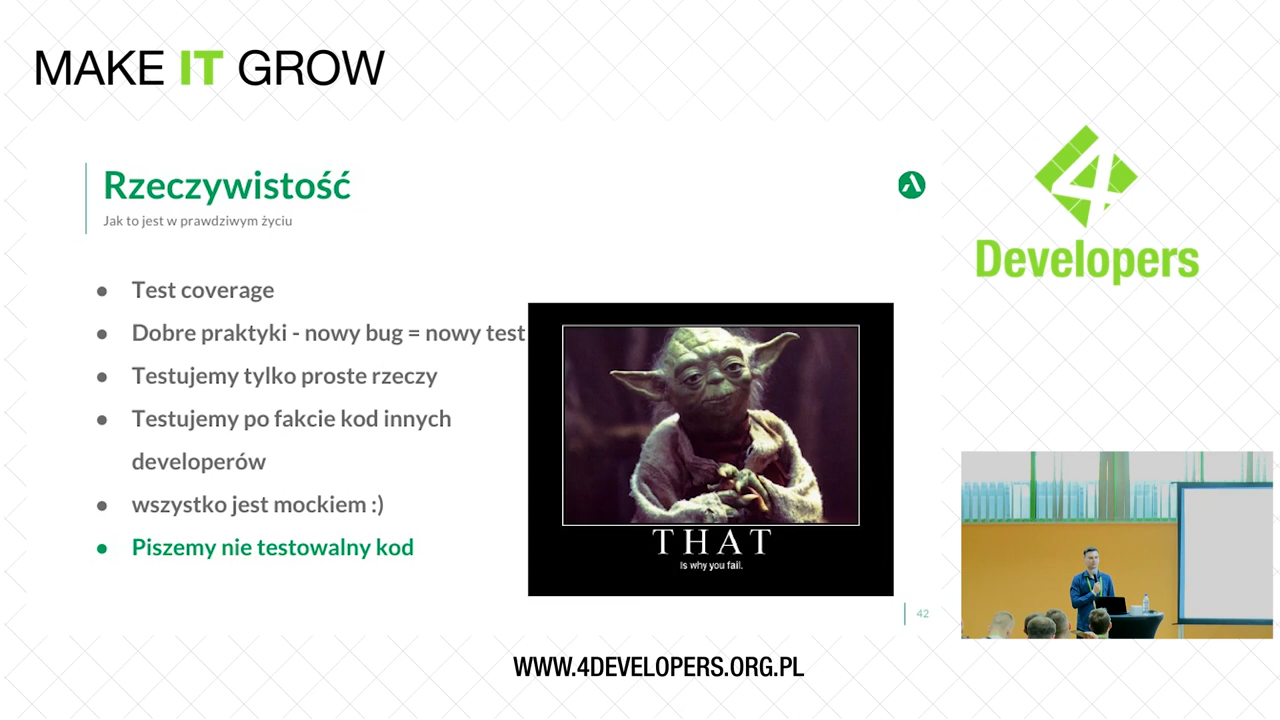 MAKE IT GROW
Rzeczywistość
Jak to jest w prawdziwym życiu
● Test coverage
● Dobre praktyki - nowy bug = nowy test
● Testujemy tylko proste rzeczy
● Testujemy po fakcie kod innych
developerów
● wszystko jest mockiem :)
● Piszemy nie testowalny kod
THAT
is why you fail.
42
4
Developers
WWW.4DEVELOPERS.ORG.PL